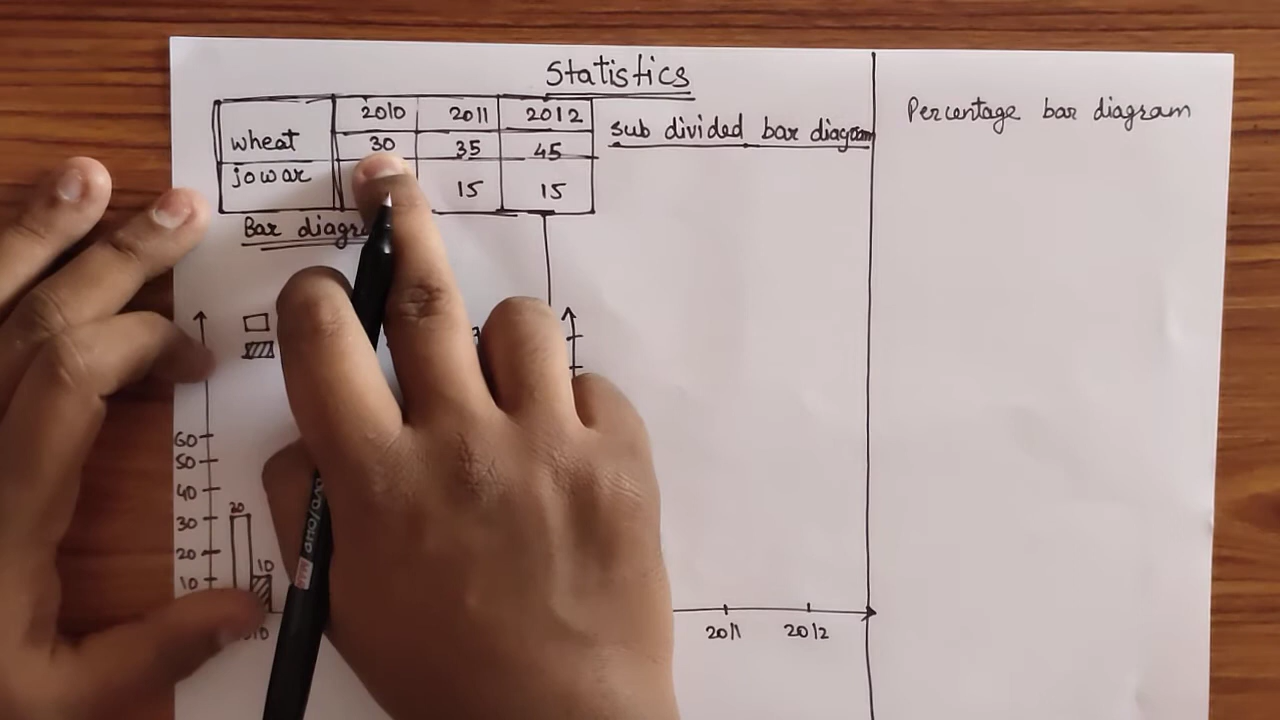 Statistics
2010 2011 2012
wheat 30 35 45
jowar 15 15
Bar
sub divided bar diagram
Percentage bar diagram
60
50
40
30
20
10
10
2011 2012